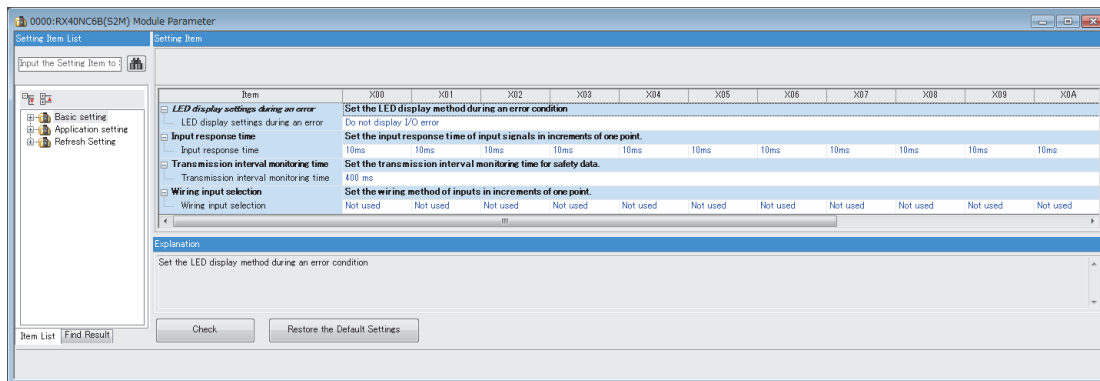 0000:RX40NC6B(S2M) Module Parameter
Setting Item List
Setting Item
Input the Setting Item to
Basic setting
Application setting
Refresh Setting
Item X00 X01 X02 X03 X04 X05 X06 X07 X08 X09 X0A
LED display settings during an error Set the LED display method during an error condition
LED display settings during an error Do not display I/O error
Input response time Set the input response time of input signals in increments of one point.
Input response time 10ms 10ms 10ms 10ms 10ms 10ms 10ms 10ms 10ms 10ms 10ms
Transmission interval monitoring time Set the transmission interval monitoring time for safety data.
Transmission interval monitoring time 400 ms
Wiring input selection Set the wiring method of inputs in increments of one point.
Wiring input selection Not used Not used Not used Not used Not used Not used Not used Not used Not used Not used Not used
Explanation
Set the LED display method during an error condition
Item List Find Result
Check Restore the Default Settings